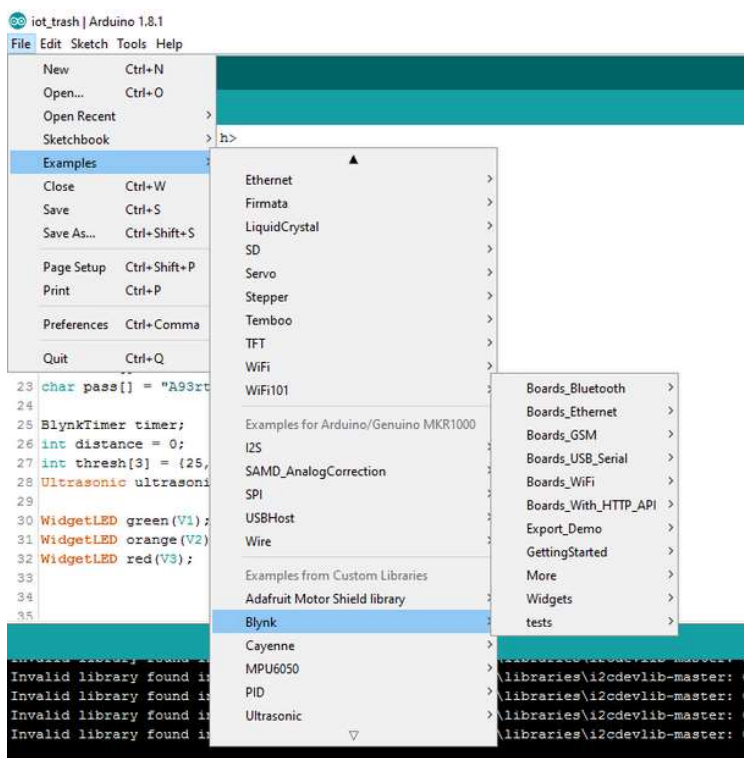 iot_trash | Arduino 1.8.1
File Edit Sketch Tools Help
New Ctrl+N
Open... Ctrl+O
Open Recent
Sketchbook
Examples
Close Ctrl+W
Save Ctrl+S
Save As... Ctrl+Shift+S
Page Setup Ctrl+Shift+P
Print Ctrl+P
Preferences Ctrl+Comma
Quit Ctrl+Q
h>
Ethernet
Firmata
LiquidCrystal
SD
Servo
Stepper
Temboo
TFT
WiFi
WiFi101
Examples for Arduino/Genuino MKR1000
I2S
SAMD_AnalogCorrection
SPI
USBHost
Wire
Examples from Custom Libraries
Adafruit Motor Shield library
Blynk
Cayenne
MPU6050
PID
Ultrasonic
Boards_Bluetooth
Boards_Ethernet
Boards_GSM
Boards_USB_Serial
Boards_WiFi
Boards_With_HTTP_API
Export_Demo
GettingStarted
More
Widgets
tests
23 char pass[] = "A93rt
24
25 BlynkTimer timer;
26 int distance = 0;
27 int thresh[3] = {25,
28 Ultrasonic ultrasoni
29
30 WidgetLED green(V1);
31 WidgetLED orange(V2)
32 WidgetLED red(V3);
33
34
35
Invalid library found i \libraries\i2cdevlib-master:
Invalid library found i \libraries\i2cdevlib-master:
Invalid library found i \libraries\i2cdevlib-master:
Invalid library found i \libraries\i2cdevlib-master: